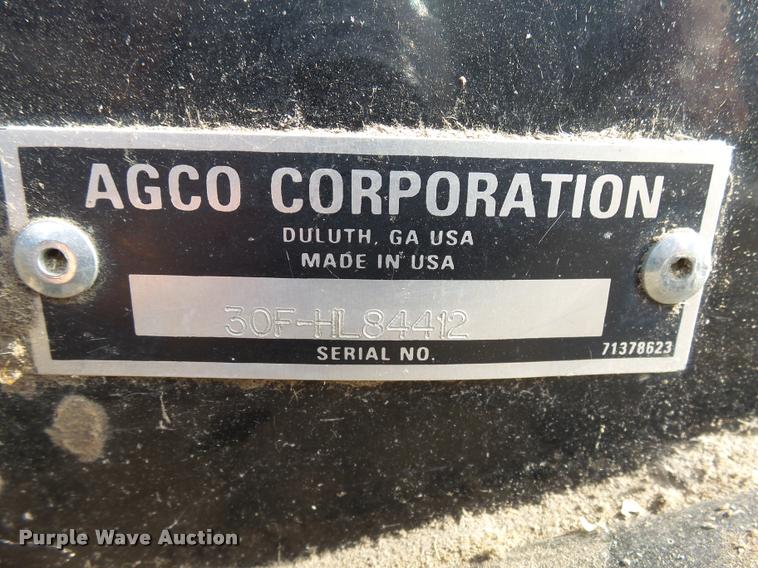 AGCO CORPORATION
DULUTH, GA USA
MADE IN USA
30F-HL84412
SERIAL NO.
71378623
Purple Wave Auction®